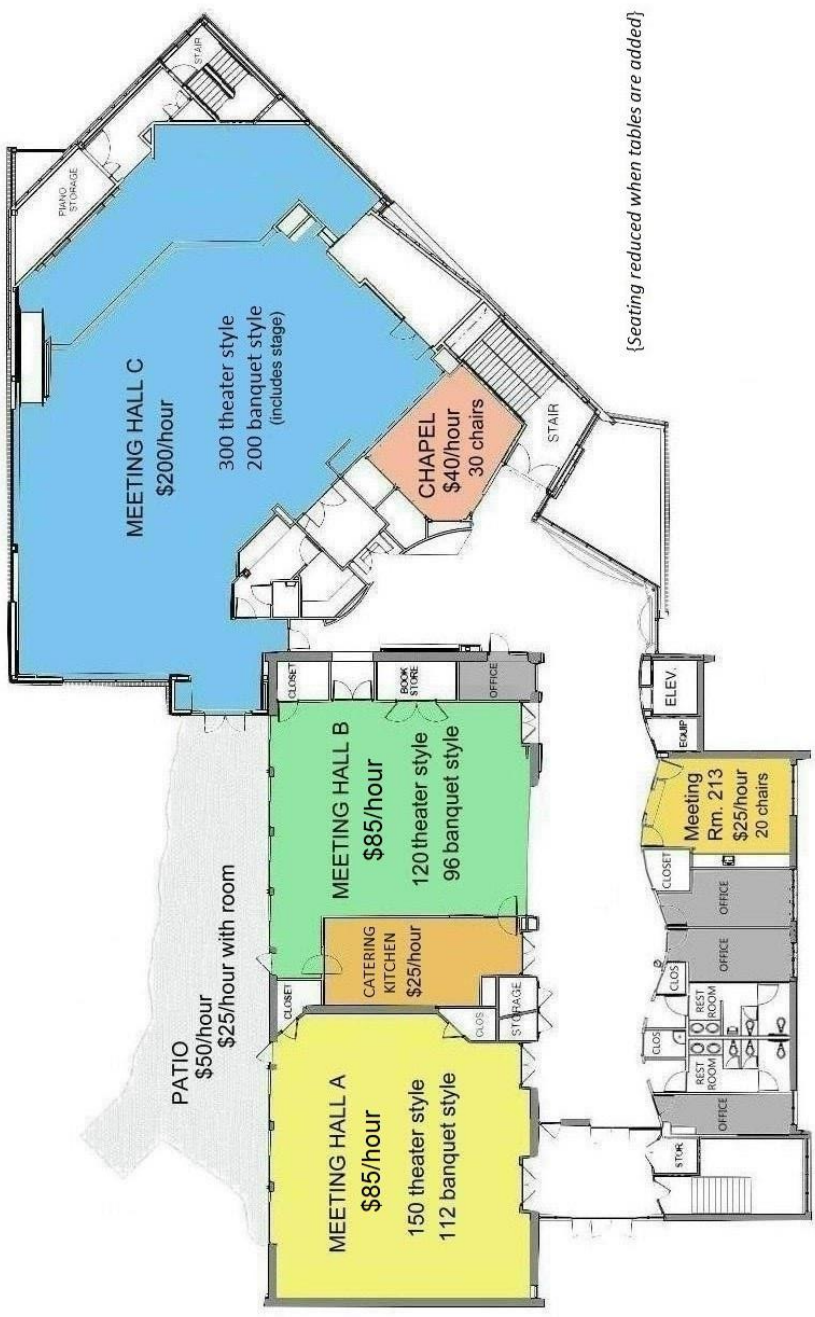 STAIR
PIANO
STORAGE
MEETING HALL C
$200/hour
300 theater style
200 banquet style
(includes stage)
{Seating reduced when tables are added}
CHAPEL
$40/hour
30 chairs
STAIR
PATIO
$50/hour
$25/hour with room
CLOSET
BOOK
STORE
OFFICE
MEETING HALL B
$85/hour
120 theater style
96 banquet style
CATERING
KITCHEN
$25/hour
CLOSET
CLOS
STORAGE
MEETING HALL A
$85/hour
150 theater style
112 banquet style
ELEV.
EQUIP
Meeting
Rm. 213
$25/hour
20 chairs
CLOSET
OFFICE
OFFICE
CLOS
REST
ROOM
CLOS
REST
ROOM
OFFICE
STOR